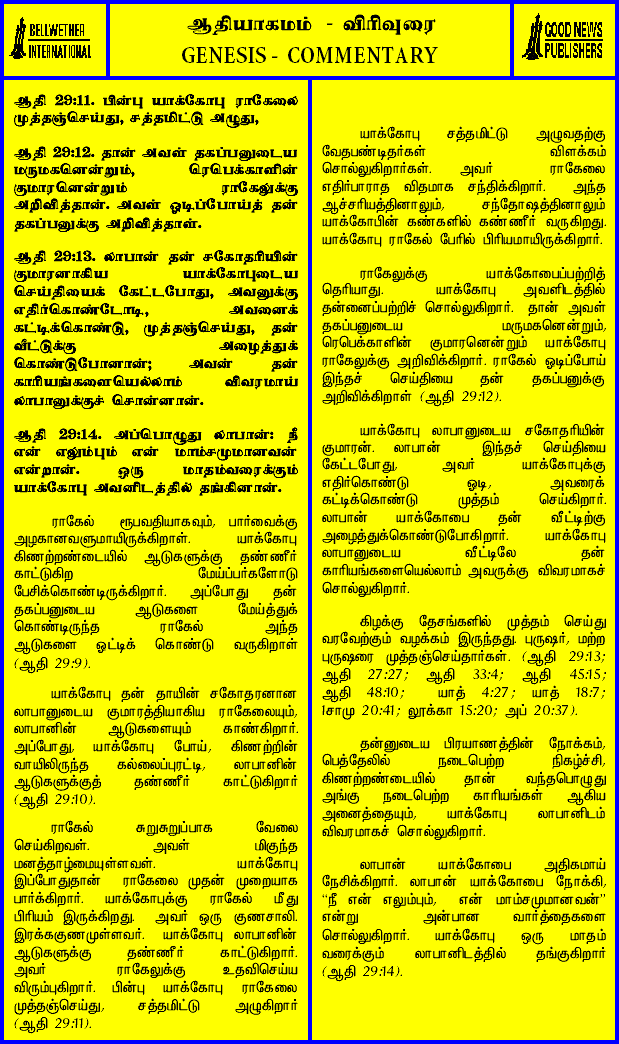 BELLWETHER
INTERNATIONAL
ஆதியாகமம் - விரிவுரை
GENESIS - COMMENTARY
GOOD NEWS
PUBLISHERS
ஆதி 29:11. பின்பு யாக்கோபு ராகேலை
முத்தஞ்செய்து, சத்தமிட்டு அழுது,
ஆதி 29:12. தான் அவள் தகப்பனுடைய
மருமகனென்றும், ரெபெக்காளின்
குமாரனென்றும் ராகேலுக்கு
அறிவித்தான். அவள் ஓடிப்போய்த் தன்
தகப்பனுக்கு அறிவித்தாள்.
ஆதி 29:13. லாபான் தன் சகோதரியின்
குமாரனாகிய யாக்கோபுடைய
செய்தியைக் கேட்டபோது, அவனுக்கு
எதிர்கொண்டோடி, அவனைக்
கட்டிக்கொண்டு, முத்தஞ்செய்து, தன்
வீட்டுக்கு அழைத்துக்
கொண்டுபோனான்; அவன் தன்
காரியங்களையெல்லாம் விவரமாய்
லாபானுக்குச் சொன்னான்.
ஆதி 29:14. அப்பொழுது லாபான்: நீ
என் எலும்பும் என் மாம்சமுமானவன்
என்றான். ஒரு மாதம்வரைக்கும்
யாக்கோபு அவனிடத்தில் தங்கினான்.
ராகேல் ரூபவதியாகவும், பார்வைக்கு
அழகானவளுமாயிருக்கிறாள். யாக்கோபு
கிணற்றண்டையில் ஆடுகளுக்கு தண்ணீர்
காட்டுகிற மேய்ப்பர்களோடு
பேசிக்கொண்டிருக்கிறார். அப்போது தன்
தகப்பனுடைய ஆடுகளை மேய்த்துக்
கொண்டிருந்த ராகேல் அந்த
ஆடுகளை ஓட்டிக் கொண்டு வருகிறாள்
(ஆதி 29:9).
யாக்கோபு தன் தாயின் சகோதரனான
லாபானுடைய குமாரத்தியாகிய ராகேலையும்,
லாபானின் ஆடுகளையும் காண்கிறார்.
அப்போது, யாக்கோபு போய், கிணற்றின்
வாயிலிருந்த கல்லைப்புரட்டி, லாபானின்
ஆடுகளுக்குத் தண்ணீர் காட்டுகிறார்
(ஆதி 29:10).
ராகேல் சுறுசுறுப்பாக வேலை
செய்கிறவள். அவள் மிகுந்த
மனத்தாழ்மையுள்ளவள். யாக்கோபு
இப்போதுதான் ராகேலை முதன் முறையாக
பார்க்கிறார். யாக்கோபுக்கு ராகேல் மீது
பிரியம் இருக்கிறது. அவர் ஒரு குணசாலி.
இரக்ககுணமுள்ளவர். யாக்கோபு லாபானின்
ஆடுகளுக்கு தண்ணீர் காட்டுகிறார்.
அவர் ராகேலுக்கு உதவிசெய்ய
விரும்புகிறார். பின்பு யாக்கோபு ராகேலை
முத்தஞ்செய்து, சத்தமிட்டு அழுகிறார்
(ஆதி 29:11).
யாக்கோபு சத்தமிட்டு அழுவதற்கு
வேதபண்டிதர்கள் விளக்கம்
சொல்லுகிறார்கள். அவர் ராகேலை
எதிர்பாராத விதமாக சந்திக்கிறார். அந்த
ஆச்சரியத்தினாலும், சந்தோஷத்தினாலும்
யாக்கோபின் கண்களில் கண்ணீர் வருகிறது.
யாக்கோபு ராகேல் பேரில் பிரியமாயிருக்கிறார்.
ராகேலுக்கு யாக்கோபைப்பற்றித்
தெரியாது. யாக்கோபு அவளிடத்தில்
தன்னைப்பற்றிச் சொல்லுகிறார். தான் அவள்
தகப்பனுடைய மருமகனென்றும்,
ரெபெக்காளின் குமாரனென்றும் யாக்கோபு
ராகேலுக்கு அறிவிக்கிறார். ராகேல் ஓடிப்போய்
இந்தச் செய்தியை தன் தகப்பனுக்கு
அறிவிக்கிறாள் (ஆதி 29:12).
யாக்கோபு லாபானுடைய சகோதரியின்
குமாரன். லாபான் இந்தச் செய்தியை
கேட்டபோது, அவர் யாக்கோபுக்கு
எதிர்கொண்டு ஓடி, அவரைக்
கட்டிக்கொண்டு முத்தம் செய்கிறார்.
லாபான் யாக்கோபை தன் வீட்டிற்கு
அழைத்துக்கொண்டுபோகிறார். யாக்கோபு
லாபானுடைய வீட்டிலே தன்
காரியங்களையெல்லாம் அவருக்கு விவரமாகச்
சொல்லுகிறார்.
கிழக்கு தேசங்களில் முத்தம் செய்து
வரவேற்கும் வழக்கம் இருந்தது. புருஷர், மற்ற
புருஷரை முத்தஞ்செய்தார்கள். (ஆதி 29:13;
ஆதி 27:27; ஆதி 33:4; ஆதி 45:15;
ஆதி 48:10; யாத் 4:27; யாத் 18:7;
1சாமு 20:41; லூக்கா 15:20; அப் 20:37).
தன்னுடைய பிரயாணத்தின் நோக்கம்,
பெத்தேலில் நடைபெற்ற நிகழ்ச்சி,
கிணற்றண்டையில் தான் வந்தபொழுது
அங்கு நடைபெற்ற காரியங்கள் ஆகிய
அனைத்தையும், யாக்கோபு லாபானிடம்
விவரமாகச் சொல்லுகிறார்.
லாபான் யாக்கோபை அதிகமாய்
நேசிக்கிறார். லாபான் யாக்கோபை நோக்கி,
“நீ என் எலும்பும், என் மாம்சமுமானவன்”
என்று அன்பான வார்த்தைகளை
சொல்லுகிறார். யாக்கோபு ஒரு மாதம்
வரைக்கும் லாபானிடத்தில் தங்குகிறார்
(ஆதி 29:14).